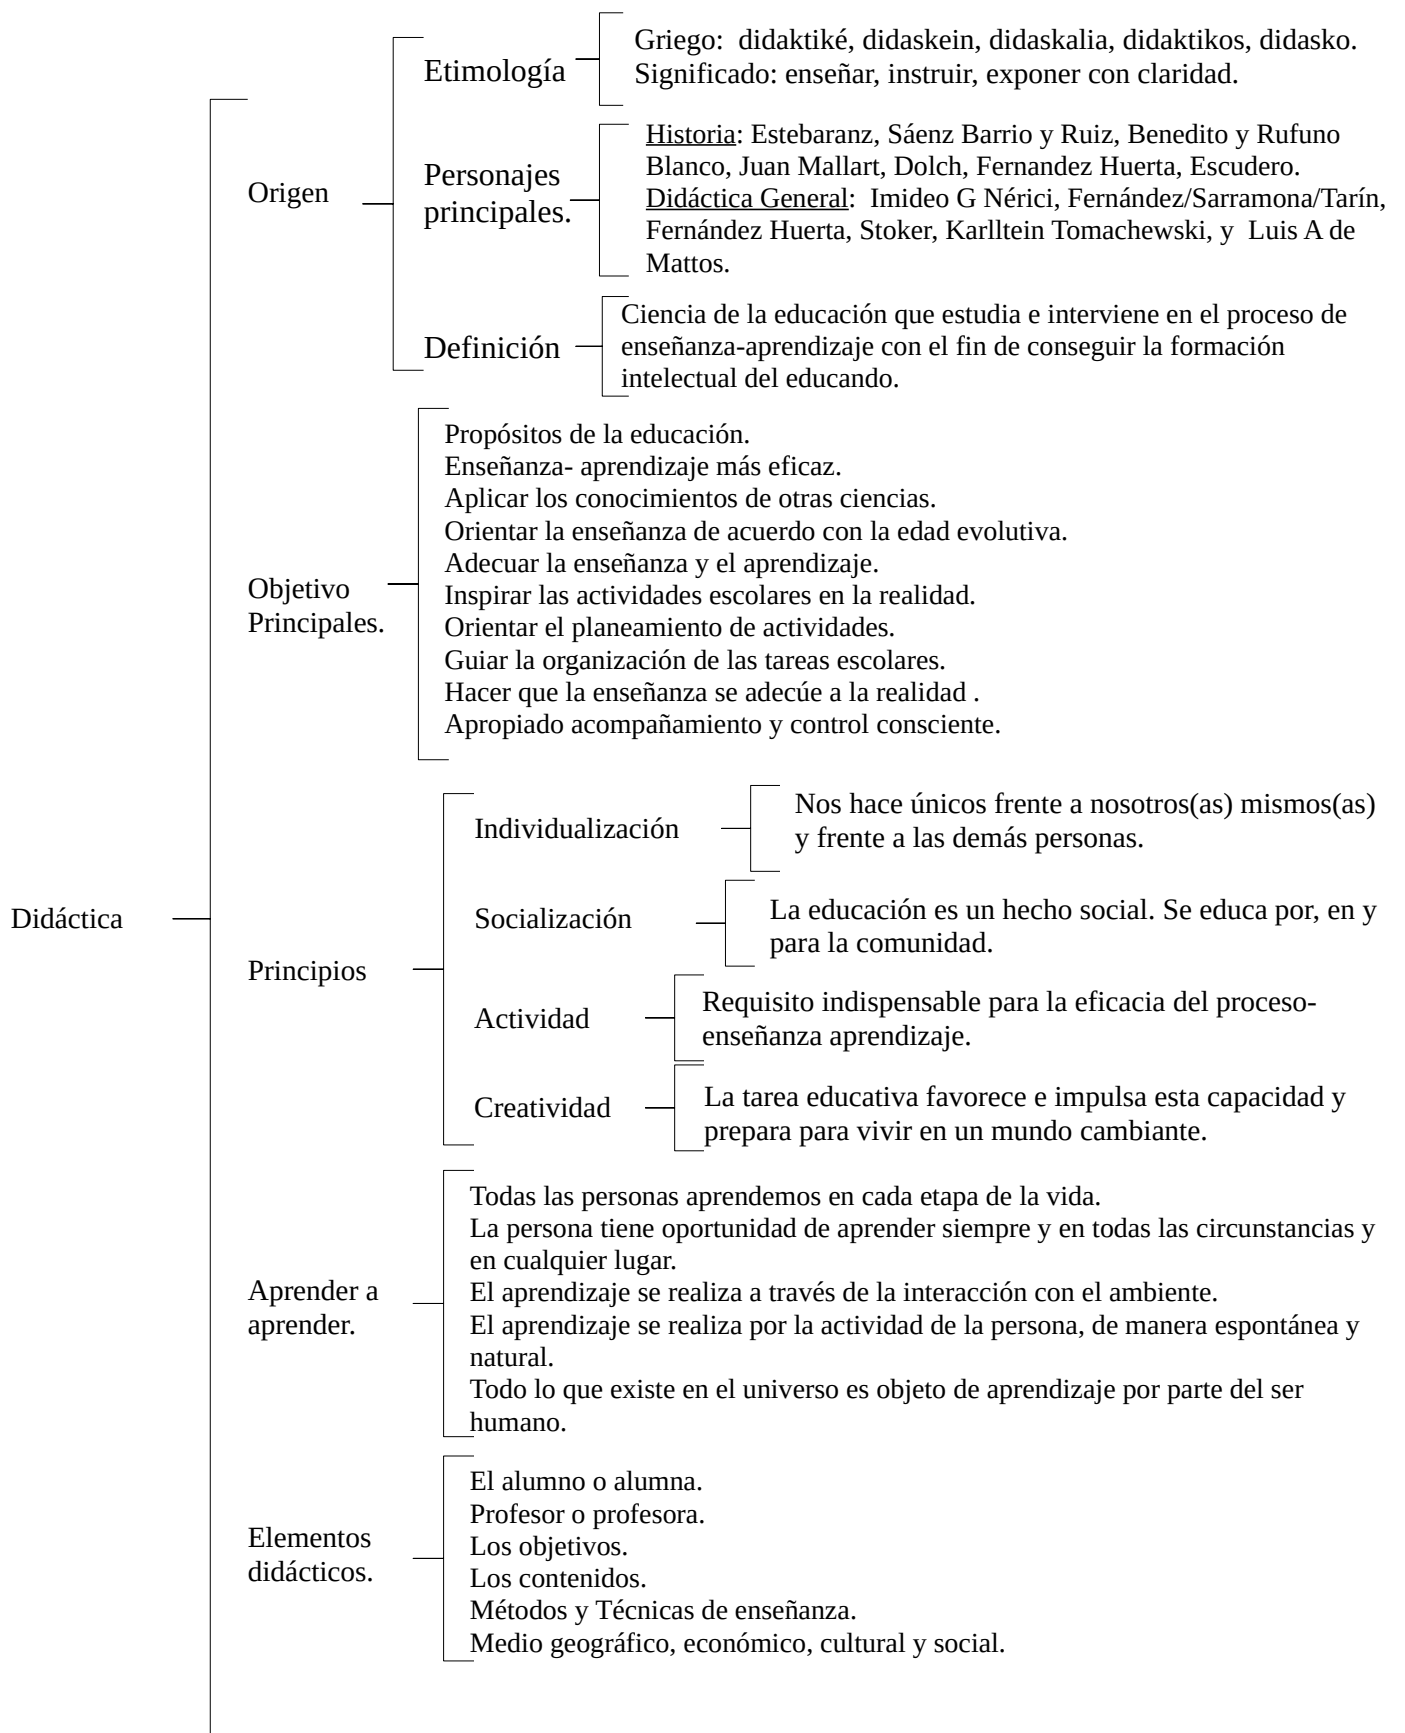 Didáctica
Origen
Etimología
Griego:  didaktiké, didaskein, didaskalia, didaktikos, didasko.
Significado: enseñar, instruir, exponer con claridad.
Personajes
principales.
Historia: Estebaranz, Sáenz Barrio y Ruiz, Benedito y Rufuno
Blanco, Juan Mallart, Dolch, Fernandez Huerta, Escudero.
Didáctica General:  Imideo G Nérici, Fernández/Sarramona/Tarín,
Fernández Huerta, Stoker, Karlltein Tomachewski, y  Luis A de
Mattos.
Definición
Ciencia de la educación que estudia e interviene en el proceso de
enseñanza-aprendizaje con el fin de conseguir la formación
intelectual del educando.
Objetivo
Principales.
Propósitos de la educación.
Enseñanza- aprendizaje más eficaz.
Aplicar los conocimientos de otras ciencias.
Orientar la enseñanza de acuerdo con la edad evolutiva.
Adecuar la enseñanza y el aprendizaje.
Inspirar las actividades escolares en la realidad.
Orientar el planeamiento de actividades.
Guiar la organización de las tareas escolares.
Hacer que la enseñanza se adecúe a la realidad .
Apropiado acompañamiento y control consciente.
Principios
Individualización
Nos hace únicos frente a nosotros(as) mismos(as)
y frente a las demás personas.
Socialización
La educación es un hecho social. Se educa por, en y
para la comunidad.
Actividad
Requisito indispensable para la eficacia del proceso-
enseñanza aprendizaje.
Creatividad
La tarea educativa favorece e impulsa esta capacidad y
prepara para vivir en un mundo cambiante.
Aprender a
aprender.
Todas las personas aprendemos en cada etapa de la vida.
La persona tiene oportunidad de aprender siempre y en todas las circunstancias y
en cualquier lugar.
El aprendizaje se realiza a través de la interacción con el ambiente.
El aprendizaje se realiza por la actividad de la persona, de manera espontánea y
natural.
Todo lo que existe en el universo es objeto de aprendizaje por parte del ser
humano.
Elementos
didácticos.
El alumno o alumna.
Profesor o profesora.
Los objetivos.
Los contenidos.
Métodos y Técnicas de enseñanza.
Medio geográfico, económico, cultural y social.